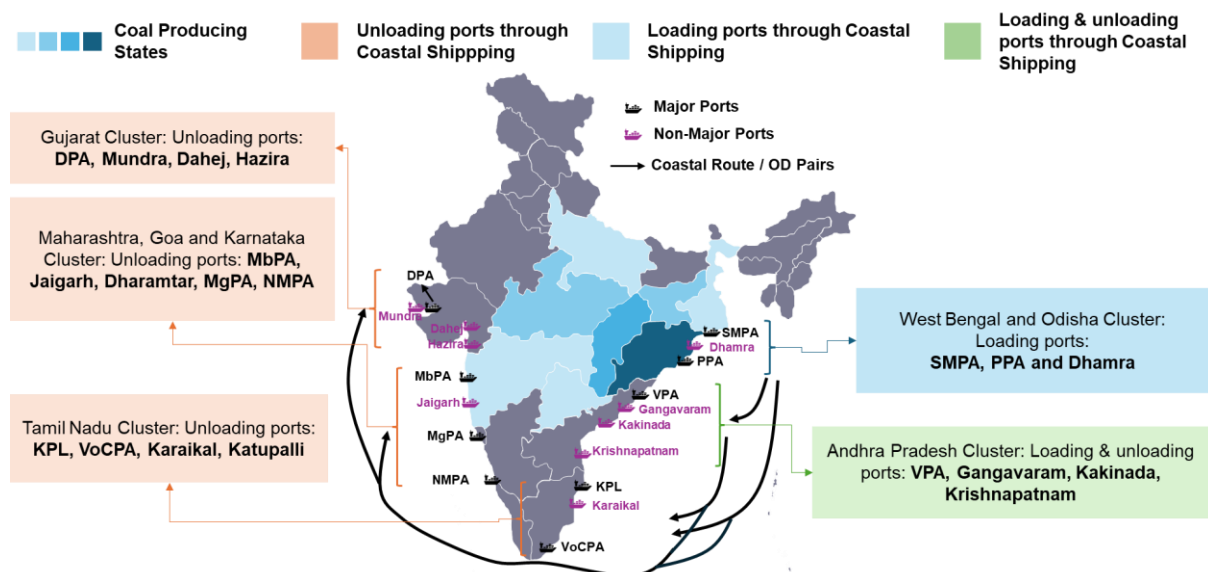 Coal Producing
States
Unloading ports through
Coastal Shippping
Loading ports through Coastal
Shipping
Loading & unloading
ports through Coastal
Shipping
Major Ports
Non-Major Ports
Coastal Route / OD Pairs
Gujarat Cluster: Unloading ports:
DPA, Mundra, Dahej, Hazira
Maharashtra, Goa and Karnataka
Cluster: Unloading ports: MbPA,
Jaigarh, Dharamtar, MgPA, NMPA
Tamil Nadu Cluster: Unloading ports:
KPL, VoCPA, Karaikal, Katupalli
DPA
Mundra
Dahej
Hazira
MbPA
Jaigarh
MgPA
NMPA
SMPA
Dhamra
PPA
VPA
Gangavaram
Kakinada
Krishnapatnam
KPL
Karaikal
VoCPA
West Bengal and Odisha Cluster:
Loading ports:
SMPA, PPA and Dhamra
Andhra Pradesh Cluster: Loading & unloading
ports: VPA, Gangavaram, Kakinada,
Krishnapatnam